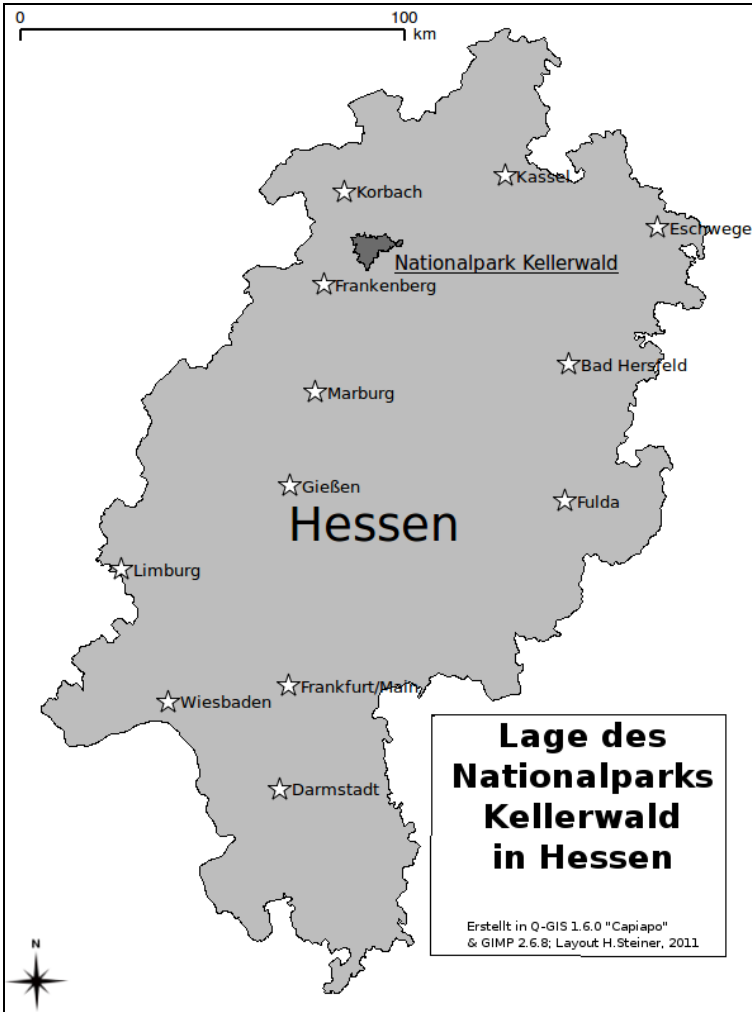 0 100
km
Kassel
Korbach
Eschwege
Nationalpark Kellerwald
Frankenberg
Bad Hersfeld
Marburg
Gießen
Fulda
Hessen
Limburg
Frankfurt/Main
Wiesbaden
Darmstadt
Lage des
Nationalparks
Kellerwald
in Hessen
Erstellt in Q-GIS 1.6.0 "Capiapo"
& GIMP 2.6.8; Layout H.Steiner, 2011
N